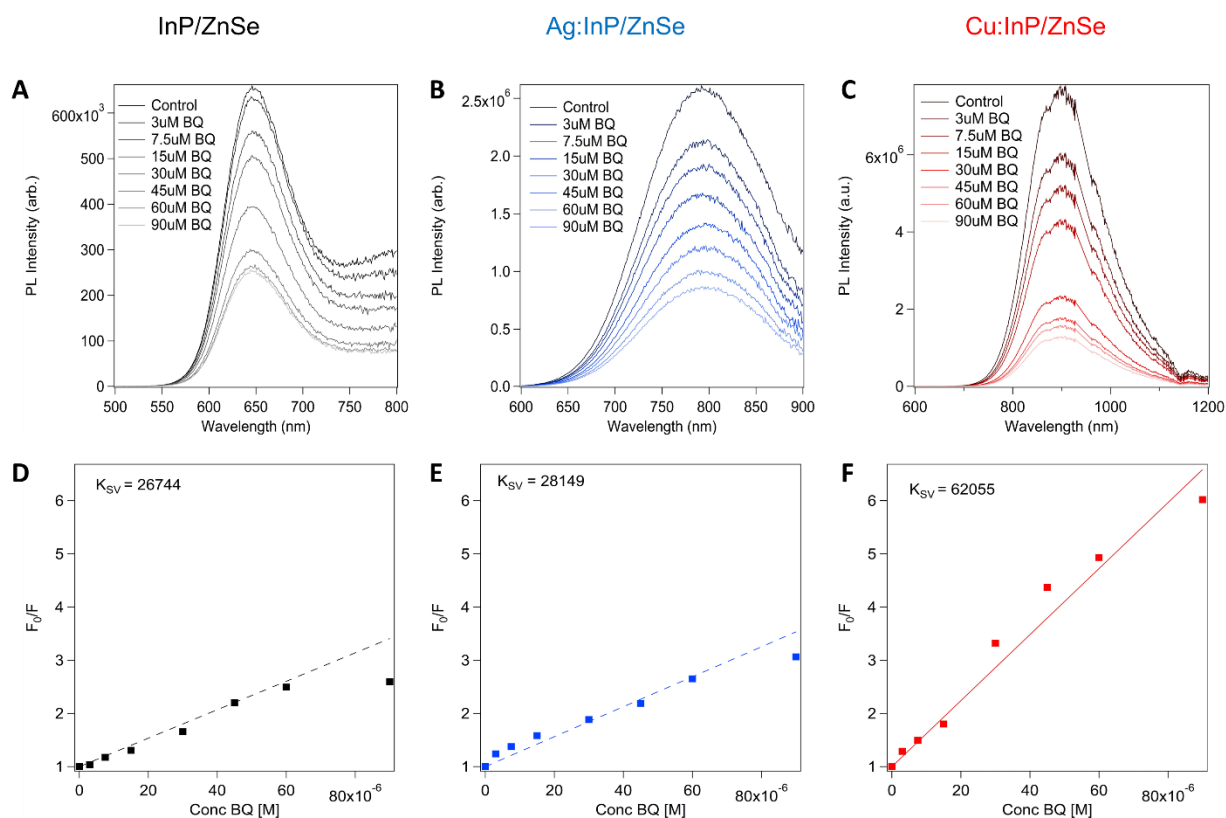 InP/ZnSe
Ag:InP/ZnSe
Cu:InP/ZnSe
A
600x10³
500
400
300
200
100
0
PL Intensity (arb.)
Control
3uM BQ
7.5uM BQ
15uM BQ
30uM BQ
45uM BQ
60uM BQ
90uM BQ
500
550
600
650
700
750
800
Wavelength (nm)
B
2.5x10⁶
2.0
1.5
1.0
0.5
0.0
PL Intensity (arb.)
Control
3uM BQ
7.5uM BQ
15uM BQ
30uM BQ
45uM BQ
60uM BQ
90uM BQ
600
650
700
750
800
850
900
Wavelength (nm)
C
6x10⁶
4
2
0
PL Intensity (a.u.)
Control
3uM BQ
7.5uM BQ
15uM BQ
30uM BQ
45uM BQ
60uM BQ
90uM BQ
600
800
1000
1200
Wavelength (nm)
D
K_SV = 26744
6
5
4
3
2
1
F₀/F
0
20
40
60
80x10⁻⁶
Conc BQ [M]
E
K_SV = 28149
6
5
4
3
2
1
F₀/F
0
20
40
60
80x10⁻⁶
Conc BQ [M]
F
K_SV = 62055
6
5
4
3
2
1
F₀/F
0
20
40
60
80x10⁻⁶
Conc BQ [M]